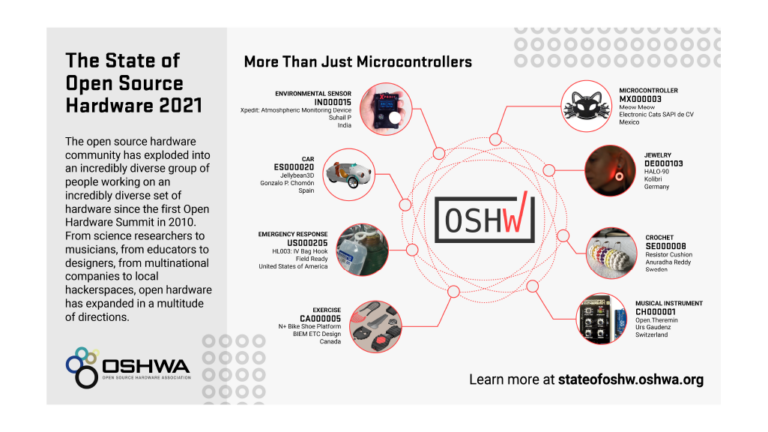 The State of
Open Source
Hardware 2021
The open source hardware
community has exploded into
an incredibly diverse group of
people working on an
incredibly diverse set of
hardware since the first Open
Hardware Summit in 2010.
From science researchers to
musicians, from educators to
designers, from multinational
companies to local
hackerspaces, open hardware
has expanded in a multitude
of directions.
OSHWA
OPEN SOURCE HARDWARE ASSOCIATION
More Than Just Microcontrollers
ENVIRONMENTAL SENSOR
IN000015
Xpedit: Atmoshpheric Monitoring Device
Suhail P
India
CAR
ES000020
Jellybean3D
Gonzalo P. Chomón
Spain
EMERGENCY RESPONSE
US000205
HL003: IV Bag Hook
Field Ready
United States of America
EXERCISE
CA000005
N+ Bike Shoe Platform
BIEM ETC Design
Canada
OSHW
MICROCONTROLLER
MX000003
Meow Meow
Electronic Cats SAPI de CV
Mexico
JEWELRY
DE000103
HALO-90
Kolibri
Germany
CROCHET
SE000008
Resistor Cushion
Anuradha Reddy
Sweden
MUSICAL INSTRUMENT
CH000001
Open Theremin
Urs Gaudenz
Switzerland
Learn more at stateofoshw.oshwa.org